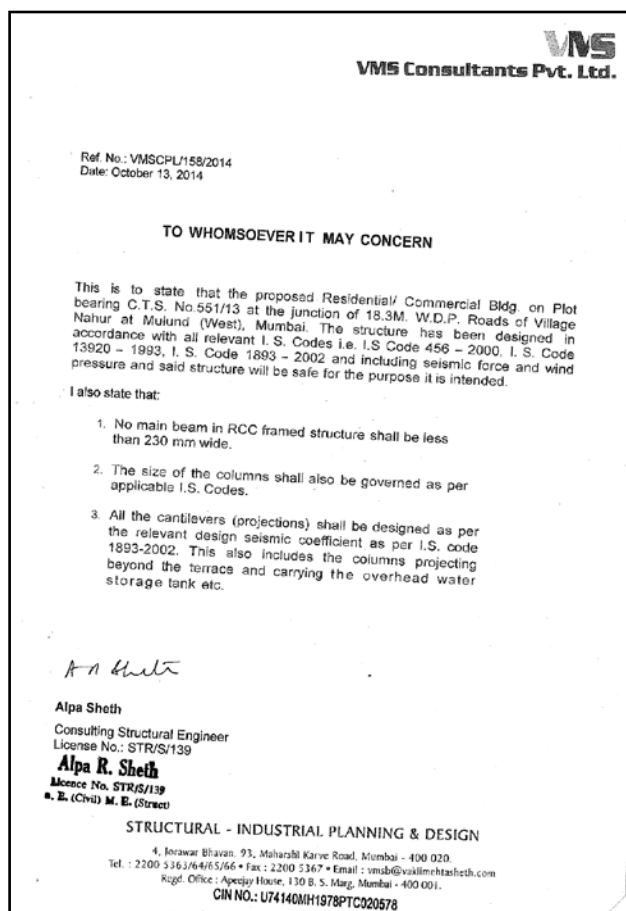 VMS
VMS Consultants Pvt. Ltd.
Ref. No.: VMSCPL/158/2014
Date: October 13, 2014
TO WHOMSOEVER IT MAY CONCERN
This is to state that the proposed Residential/ Commercial Bldg. on Plot
bearing C.T.S. No.551/13 at the junction of 18.3M. W.D.P. Roads of Village
Nahur at Mulund (West), Mumbai. The structure has been designed in
accordance with all relevant I. S. Codes i.e. I.S Code 456 – 2000, I. S. Code
13920 – 1993, I. S. Code 1893 – 2002 and including seismic force and wind
pressure and said structure will be safe for the purpose it is intended.
I also state that:
1. No main beam in RCC framed structure shall be less
than 230 mm wide.
2. The size of the columns shall also be governed as per
applicable I.S. Codes.
3. All the cantilevers (projections) shall be designed as per
the relevant design seismic coefficient as per I.S. code
1893-2002. This also includes the columns projecting
beyond the terrace and carrying the overhead water
storage tank etc.
A R Sheth
Alpa Sheth
Consulting Structural Engineer
License No.: STR/S/139
Alpa R. Sheth
Licence No. STR/S/139
B. E. (Civil) M. E. (Struct)
STRUCTURAL - INDUSTRIAL PLANNING & DESIGN
4, Jorawar Bhavan, 93, Maharshi Karve Road, Mumbai - 400 020.
Tel. : 2200 5363/64/65/66 • Fax : 2200 5367 • Email : vmsb@vakilmehtasheth.com
Regd. Office : Apeejay House, 130 B. S. Marg, Mumbai - 400 001.
CIN NO.: U74140MH1978PTC020578